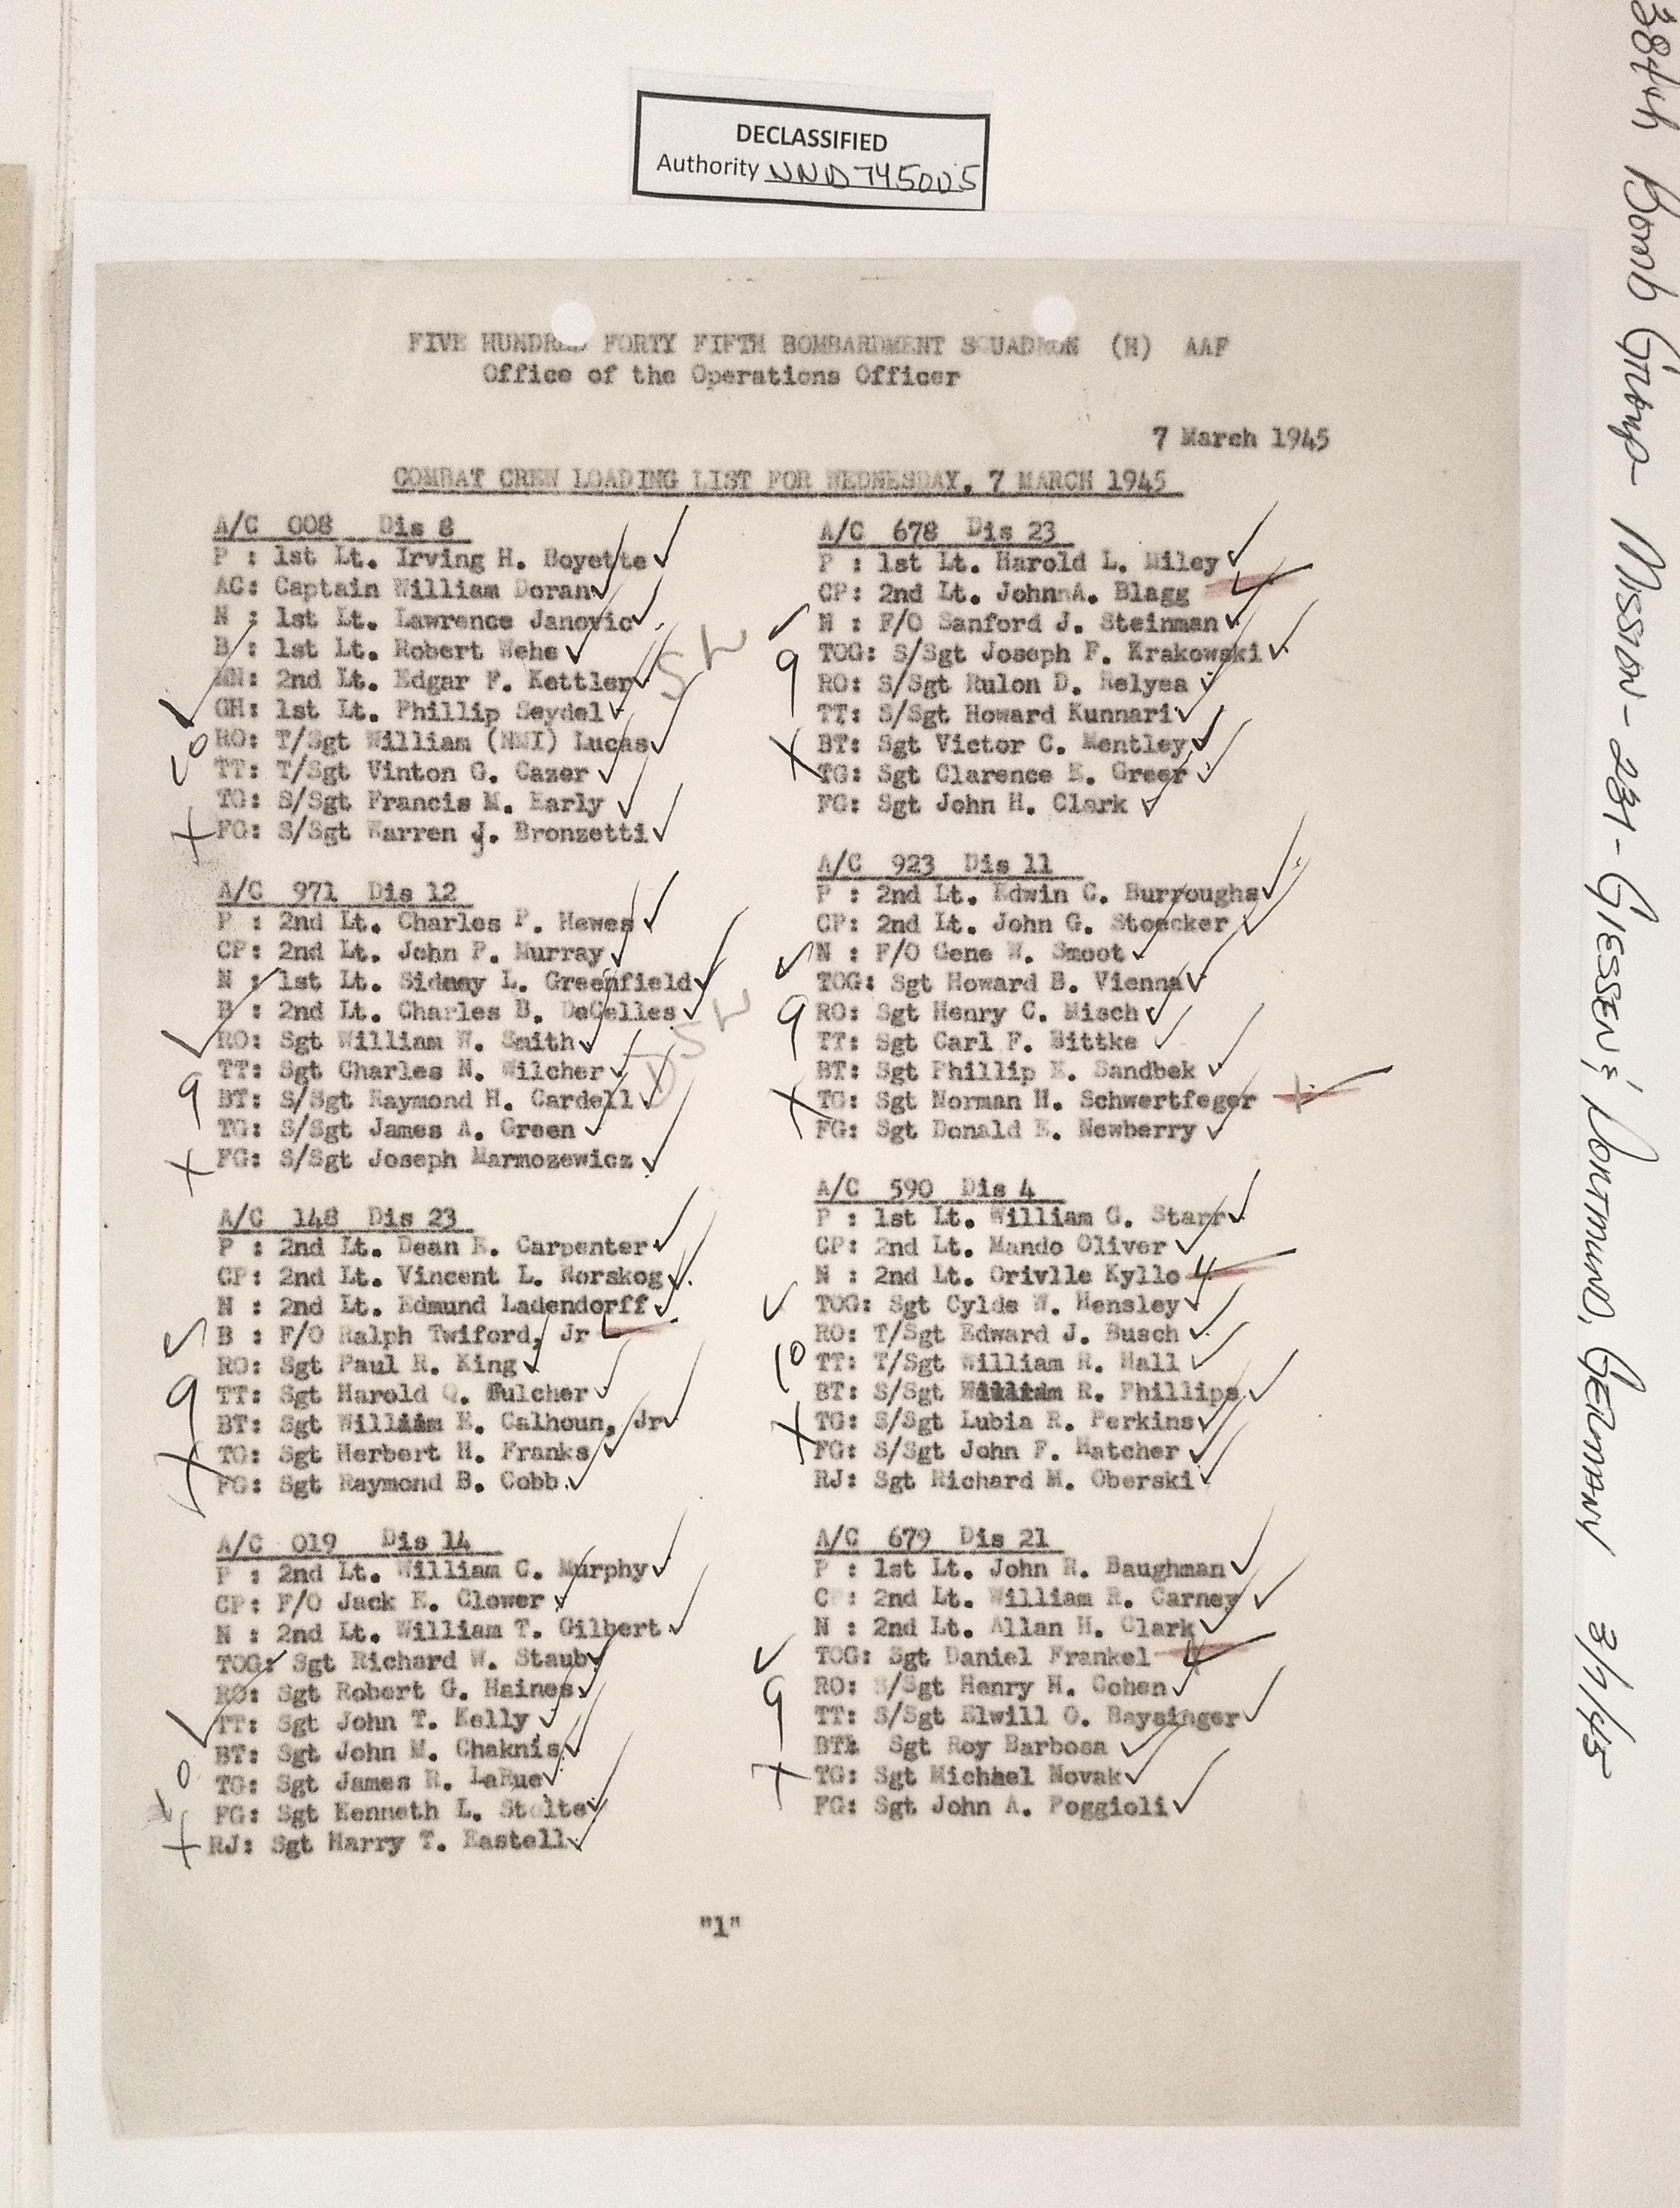 DECLASSIFIED
Authority NND745005
FIVE HUNDRED FORTY FIFTH BOMBARDMENT SQUADRON (H) AAF
Office of the Operations Officer
7 March 1945
COMBAT CREW LOADING LIST FOR WEDNESDAY, 7 MARCH 1945
A/C 008 Dis 8
P : 1st Lt. Irving H. Boyette
AC: Captain William Doran
N : 1st Lt. Lawrence Janovic
B : 1st Lt. Robert Wehe
MN: 2nd Lt. Edgar F. Kettler
GH: 1st Lt. Phillip Seydel
RO: T/Sgt William (NMI) Lucas
TT: T/Sgt Vinton G. Cazer
TG: S/Sgt Francis M. Early
FG: S/Sgt Warren J. Bronzetti
10
A/C 971 Dis 12
P : 2nd Lt. Charles P. Hewes
CP: 2nd Lt. John P. Murray
N : 1st Lt. Sidney L. Greenfield
B : 2nd Lt. Charles B. DeCelles
RO: Sgt William W. Smith
TT: Sgt Charles N. Wilcher
BT: S/Sgt Raymond H. Cardell
TG: S/Sgt James A. Green
FG: S/Sgt Joseph Marmozewicz
9
A/C 148 Dis 23
P : 2nd Lt. Dean E. Carpenter
CP: 2nd Lt. Vincent L. Norskog
N : 2nd Lt. Edmund Ladendorff
B : F/O Ralph Twiford, Jr
RO: Sgt Paul R. King
TT: Sgt Harold Q. Fulcher
BT: Sgt William E. Calhoun, Jr
TG: Sgt Herbert H. Franks
FG: Sgt Raymond B. Cobb
9
A/C 019 Dis 14
P : 2nd Lt. William C. Murphy
CP: F/O Jack E. Clower
N : 2nd Lt. William T. Gilbert
TOG: Sgt Richard W. Staub
RO: Sgt Robert G. Haines
TT: Sgt John T. Kelly
BT: Sgt John M. Chaknis
TG: Sgt James R. LaRue
FG: Sgt Kenneth L. Stolte
RJ: Sgt Harry T. Eastell
A/C 678 Dis 23
P : 1st Lt. Harold L. Miley
CP: 2nd Lt. JohnnA. Blagg
N : F/O Sanford J. Steinman
TOG: S/Sgt Joseph F. Krakowski
RO: S/Sgt Rulon D. Relyea
TT: S/Sgt Howard Kunnari
BT: Sgt Victor C. Mentley
TG: Sgt Clarence E. Greer
FG: Sgt John H. Clark
9
A/C 923 Dis 11
P : 2nd Lt. Edwin C. Burroughs
CP: 2nd Lt. John G. Stoecker
N : F/O Gene W. Smoot
TOG: Sgt Howard B. Vienna
RO: Sgt Henry C. Misch
TT: Sgt Carl F. Bittke
BT: Sgt Phillip E. Sandbek
TG: Sgt Norman H. Schwertfeger
FG: Sgt Donald E. Newberry
9
A/C 590 Dis 4
P : 1st Lt. William G. Starr
CP: 2nd Lt. Mando Oliver
N : 2nd Lt. Orivlle Kyllo
TOG: Sgt Cylde W. Hensley
RO: T/Sgt Edward J. Busch
TT: T/Sgt William R. Hall
BT: S/Sgt William R. Phillips
TG: S/Sgt Lubia R. Perkins
FG: S/Sgt John F. Hatcher
RJ: Sgt Richard M. Oberski
10
A/C 679 Dis 21
P : 1st Lt. John R. Baughman
CP: 2nd Lt. William R. Carney
N : 2nd Lt. Allan H. Clark
TOG: Sgt Daniel Frankel
RO: S/Sgt Henry H. Cohen
TT: S/Sgt Elwill O. Baysinger
BT: Sgt Roy Barbosa
TG: Sgt Michael Novak
FG: Sgt John A. Poggioli
9
"1"
384th Bomb Group Mission - 231 - GIESSEN & DORTMUND, GERMANY 3/7/45